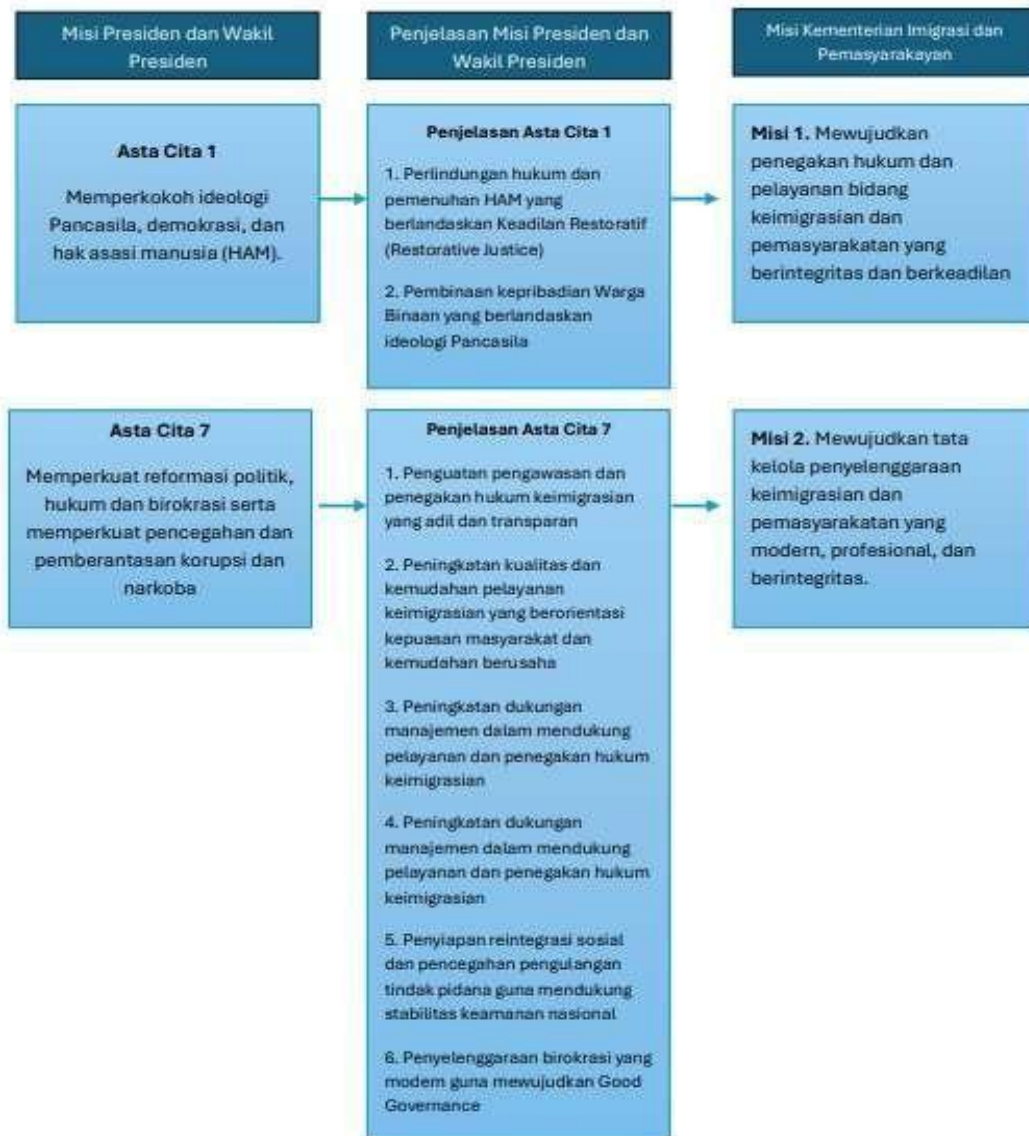 Misi Presiden dan Wakil
Presiden
Penjelasan Misi Presiden dan
Wakil Presiden
Misi Kementerian Imigrasi dan
Pemasyarakayan
Asta Cita 1
Memperkokoh ideologi
Pancasila, demokrasi, dan
hak asasi manusia (HAM).
Penjelasan Asta Cita 1
1. Perlindungan hukum dan
pemenuhan HAM yang
berlandaskan Keadilan Restoratif
(Restorative Justice)
2. Pembinaan kepribadian Warga
Binaan yang berlandaskan
ideologi Pancasila
Misi 1. Mewujudkan
penegakan hukum dan
pelayanan bidang
keimigrasian dan
pemasyarakatan yang
berintegritas dan berkeadilan
Asta Cita 7
Memperkuat reformasi politik,
hukum dan birokrasi serta
memperkuat pencegahan dan
pemberantasan korupsi dan
narkoba
Penjelasan Asta Cita 7
1. Penguatan pengawasan dan
penegakan hukum keimigrasian
yang adil dan transparan
2. Peningkatan kualitas dan
kemudahan pelayanan
keimigrasian yang berorientasi
kepuasan masyarakat dan
kemudahan berusaha
3. Peningkatan dukungan
manajemen dalam mendukung
pelayanan dan penegakan hukum
keimigrasian
4. Peningkatan dukungan
manajemen dalam mendukung
pelayanan dan penegakan hukum
keimigrasian
5. Penyiapan reintegrasi sosial
dan pencegahan pengulangan
tindak pidana guna mendukung
stabilitas keamanan nasional
6. Penyelenggaraan birokrasi yang
modern guna mewujudkan Good
Governance
Misi 2. Mewujudkan tata
kelola penyelenggaraan
keimigrasian dan
pemasyarakatan yang
modern, profesional, dan
berintegritas.